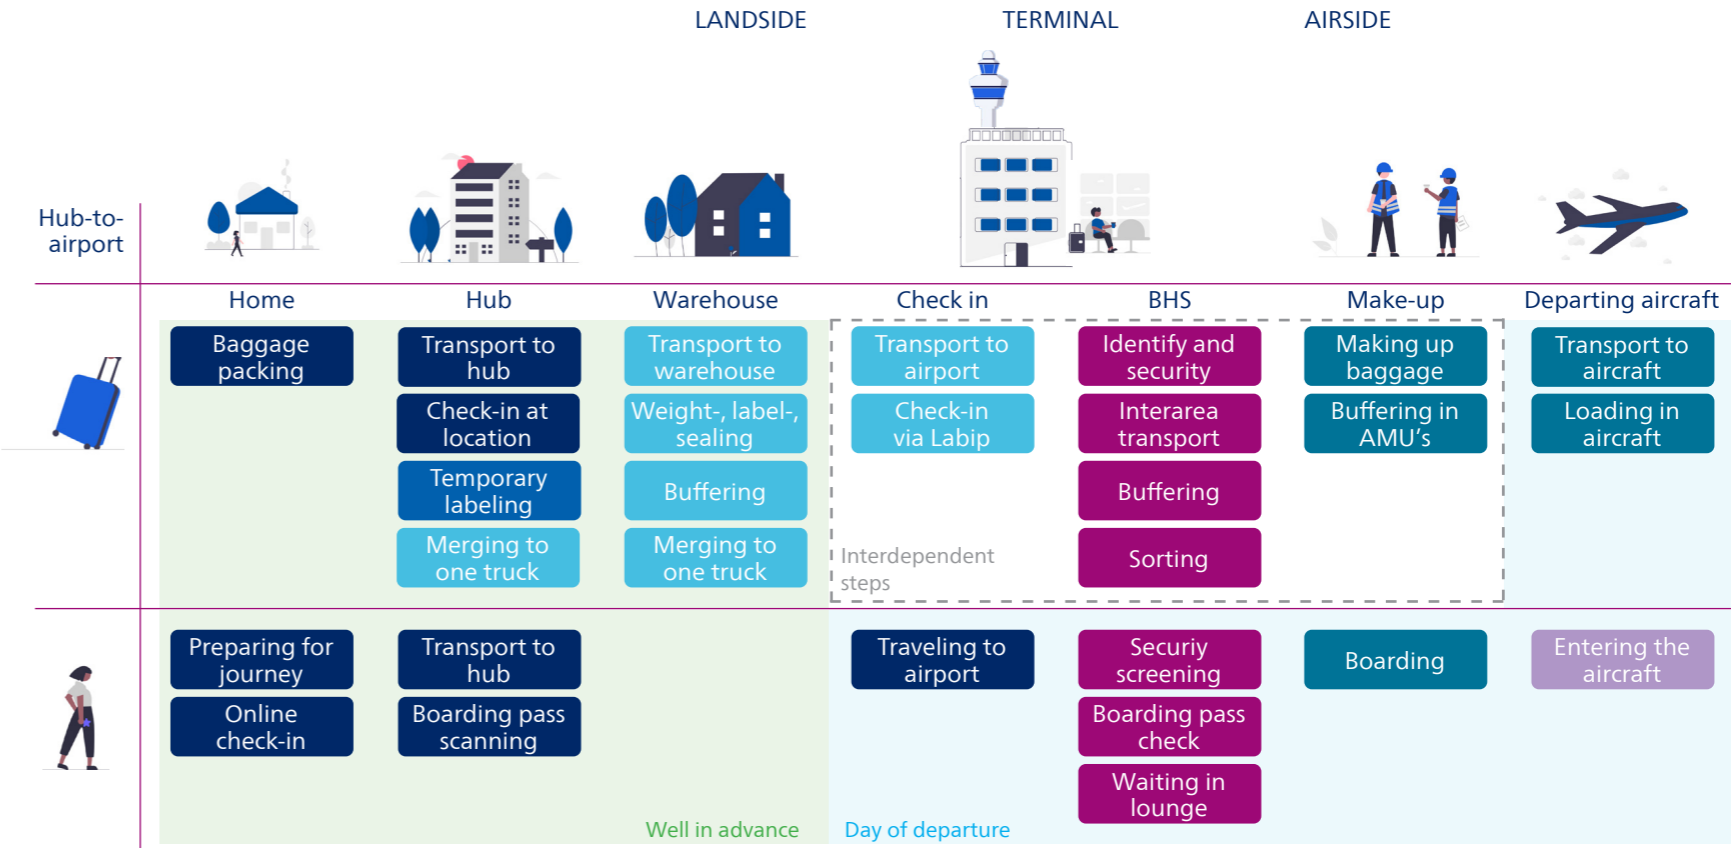 LANDSIDE
TERMINAL
AIRSIDE
Hub-to-
airport
Home
Hub
Warehouse
Check in
BHS
Make-up
Departing aircraft
Baggage
packing
Transport to
hub
Check-in at
location
Temporary
labeling
Merging to
one truck
Transport to
warehouse
Weight-, label-,
sealing
Buffering
Merging to
one truck
Transport to
airport
Check-in
via Labip
Interdependent
steps
Identify and
security
Interarea
transport
Buffering
Sorting
Making up
baggage
Buffering in
AMU's
Transport to
aircraft
Loading in
aircraft
Preparing for
journey
Online
check-in
Transport to
hub
Boarding pass
scanning
Well in advance
Traveling to
airport
Day of departure
Securiy
screening
Boarding pass
check
Waiting in
lounge
Boarding
Entering the
aircraft